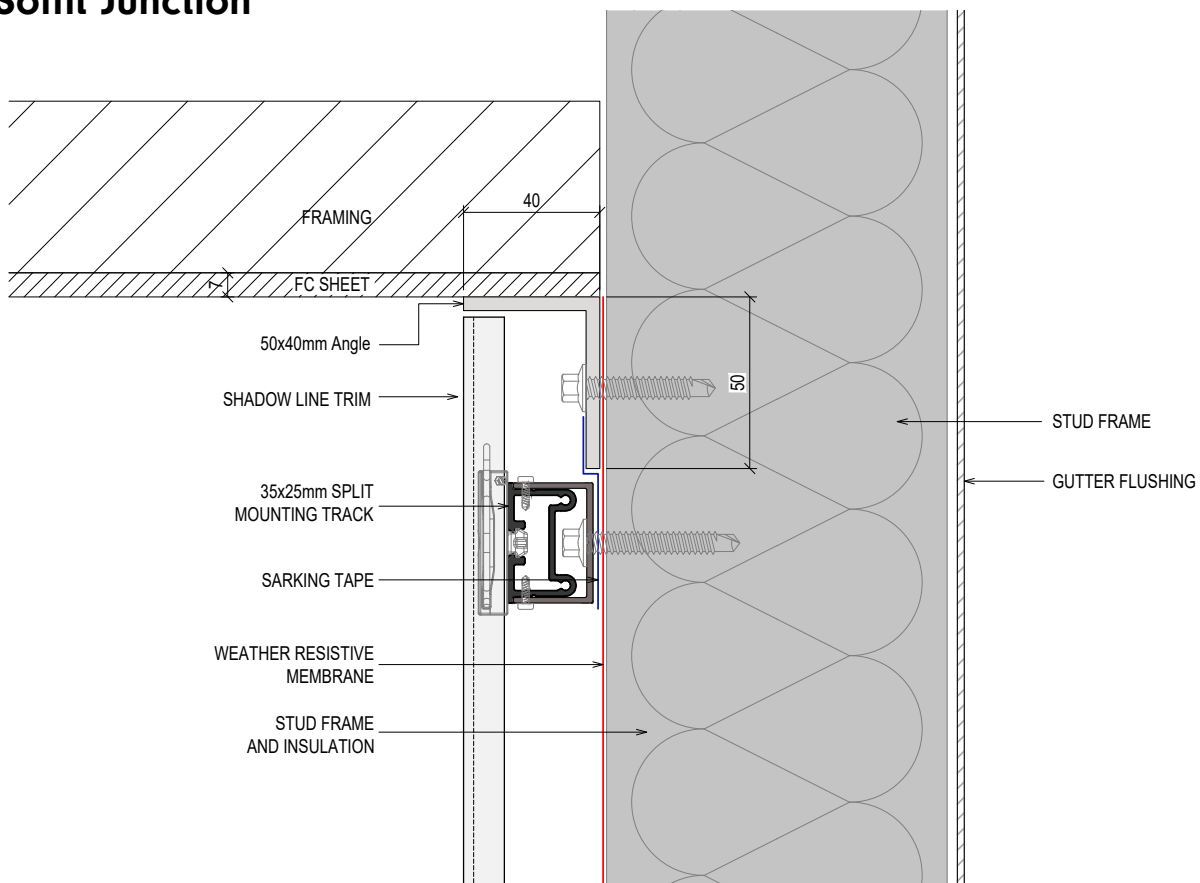 Soffit Junction
40
FRAMING
7
FC SHEET
50x40mm Angle
SHADOW LINE TRIM
50
STUD FRAME
35x25mm SPLIT
MOUNTING TRACK
GUTTER FLUSHING
SARKING TAPE
WEATHER RESISTIVE
MEMBRANE
STUD FRAME
AND INSULATION